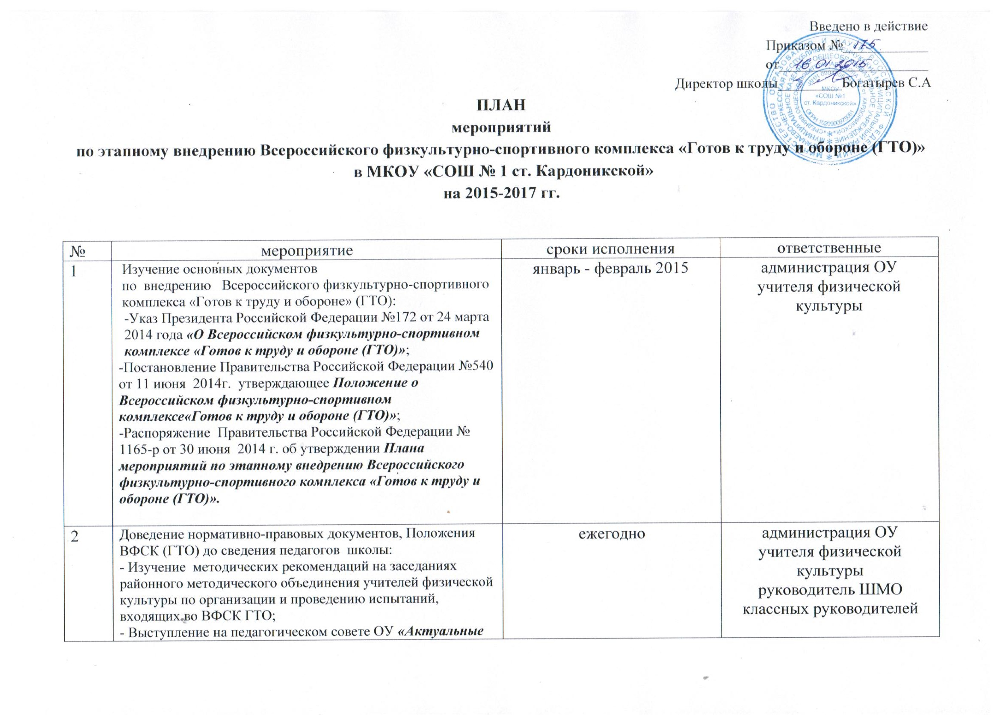 Введено в действие
Приказом № 175
от 16 01 2015
Директор школы Богатырев С.А
МКОУ
«СОШ №1
ст. Кардоникской»
ПЛАН
мероприятий
по этапному внедрению Всероссийского физкультурно-спортивного комплекса «Готов к труду и обороне (ГТО)»
в МКОУ «СОШ № 1 ст. Кардоникской»
на 2015-2017 гг.
№ мероприятие сроки исполнения ответственные
1
Изучение основных документов
по внедрению Всероссийского физкультурно-спортивного
комплекса «Готов к труду и обороне» (ГТО):
-Указ Президента Российской Федерации №172 от 24 марта
2014 года «О Всероссийском физкультурно-спортивном
комплексе «Готов к труду и обороне (ГТО)»;
-Постановление Правительства Российской Федерации №540
от 11 июня 2014г. утверждающее Положение о
Всероссийском физкультурно-спортивном
комплексе«Готов к труду и обороне (ГТО)»;
-Распоряжение Правительства Российской Федерации №
1165-р от 30 июня 2014 г. об утверждении Плана
мероприятий по этапному внедрению Всероссийского
физкультурно-спортивного комплекса «Готов к труду и
обороне (ГТО)».
январь - февраль 2015
администрация ОУ
учителя физической
культуры
2
Доведение нормативно-правовых документов, Положения
ВФСК (ГТО) до сведения педагогов школы:
- Изучение методических рекомендаций на заседаниях
районного методического объединения учителей физической
культуры по организации и проведению испытаний,
входящих во ВФСК ГТО;
- Выступление на педагогическом совете ОУ «Актуальные
ежегодно
администрация ОУ
учителя физической
культуры
руководитель ШМО
классных руководителей